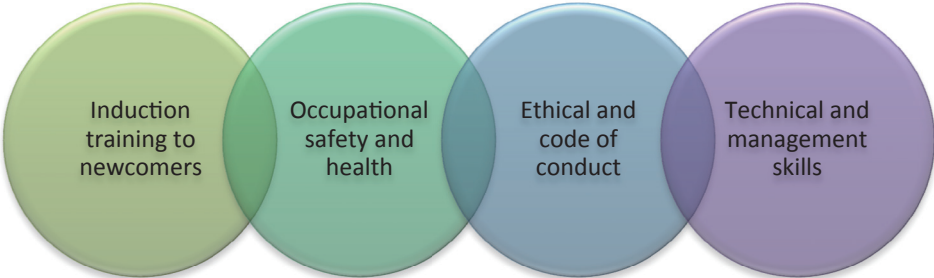 Induction
training to
newcomers
Occupational
safety and
health
Ethical and
code of
conduct
Technical and
management
skills